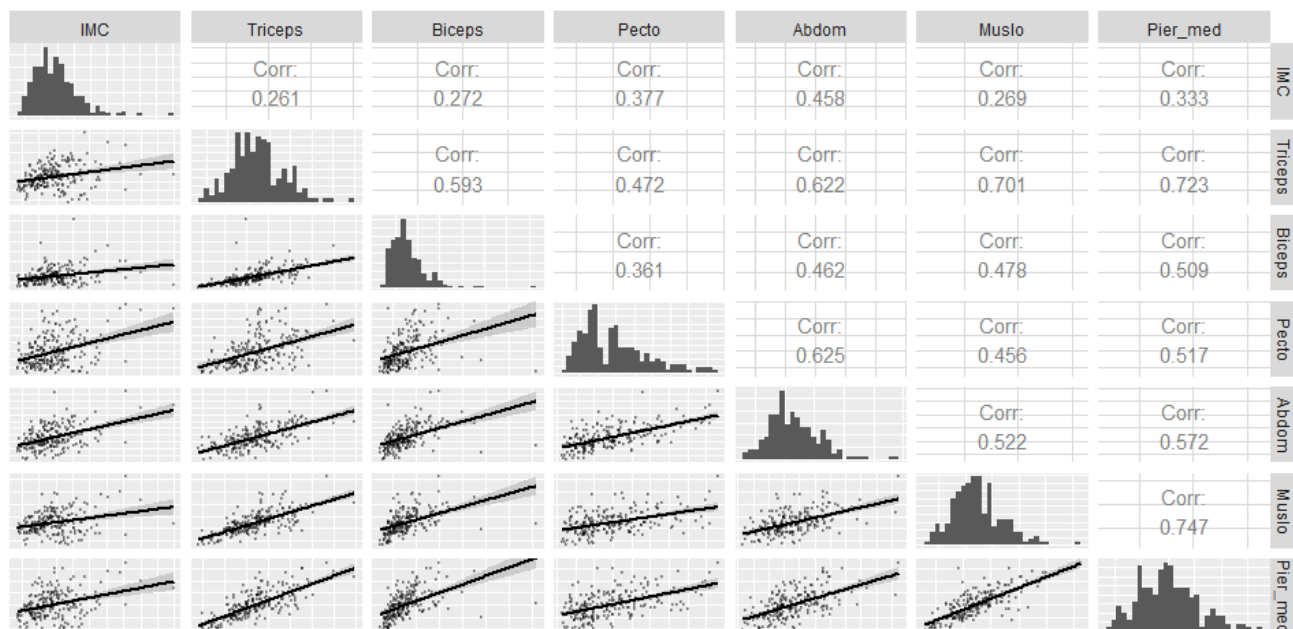 IMC Triceps Biceps Pecto Abdom Muslo Pier_med
Corr: Corr: Corr: Corr: Corr: Corr:
0.261 0.272 0.377 0.458 0.269 0.333
IMC
Corr: Corr: Corr: Corr: Corr:
0.593 0.472 0.622 0.701 0.723
Triceps
Corr: Corr: Corr: Corr:
0.361 0.462 0.478 0.509
Biceps
Corr: Corr: Corr:
0.625 0.456 0.517
Pecto
Corr: Corr:
0.522 0.572
Abdom
Corr:
0.747
Muslo
Pier_med